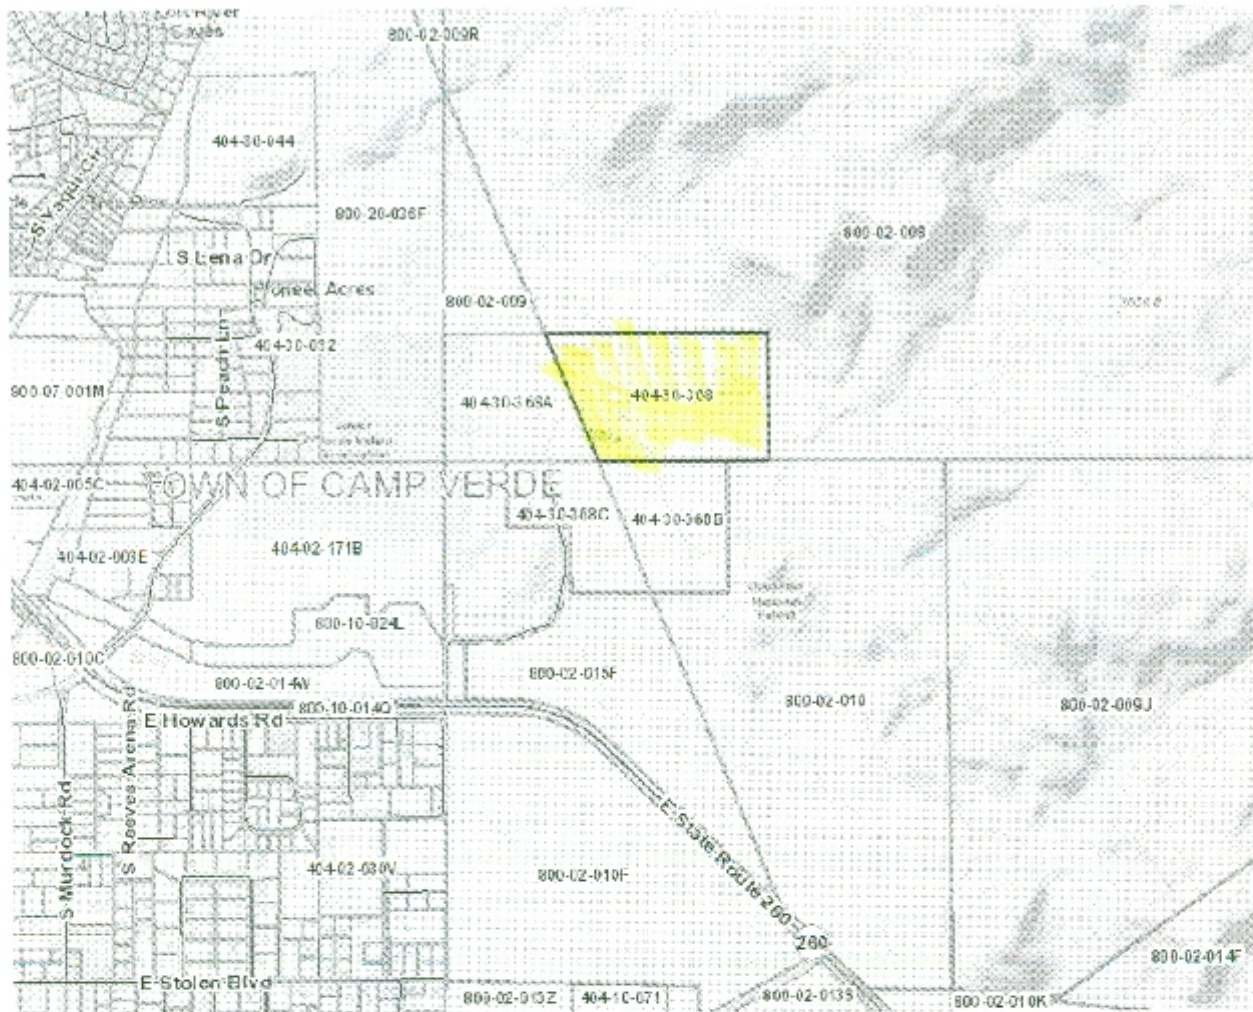 800-02-009R
404-30-044
S Yaqui Cir
800-20-036F
S Lena Dr
800-02-008
Acres
800-02-009
404-30-032
S Peach Ln
800-07-001M
404-30-368A
404-30-308
404-02-005C
TOWN OF CAMP VERDE
404-30-368C
404-30-368B
404-02-003E
404-02-171B
800-10-024L
800-02-010C
800-02-014W
800-02-015F
800-02-010
800-02-009J
800-10-014Q
E Howards Rd
S Reeves Arena Rd
S Murdock Rd
E State Route 260
404-02-030V
800-02-010F
260
800-02-014F
E Stolen Blvd
800-02-013Z
404-10-071
800-02-013S
800-02-010K